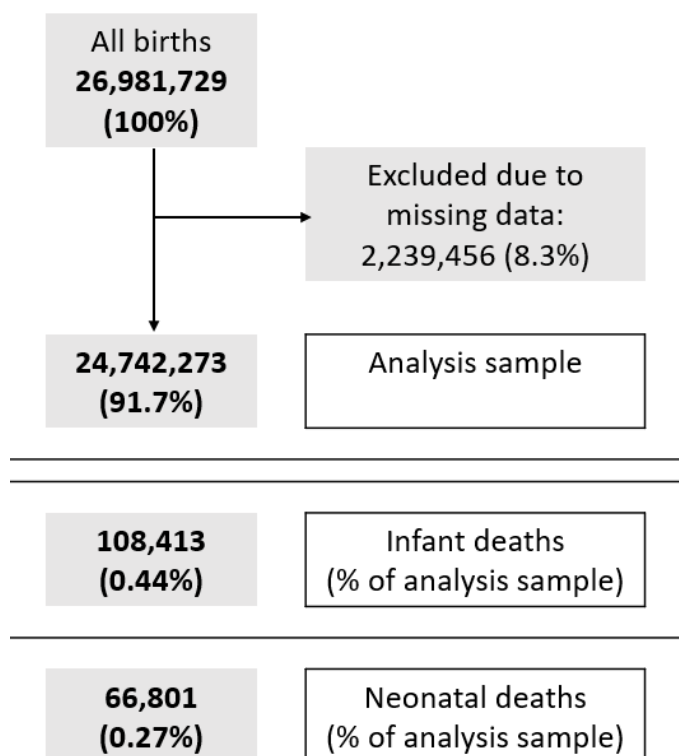 All births
26,981,729
(100%)
Excluded due to
missing data:
2,239,456 (8.3%)
24,742,273
(91.7%)
Analysis sample
108,413
(0.44%)
Infant deaths
(% of analysis sample)
66,801
(0.27%)
Neonatal deaths
(% of analysis sample)